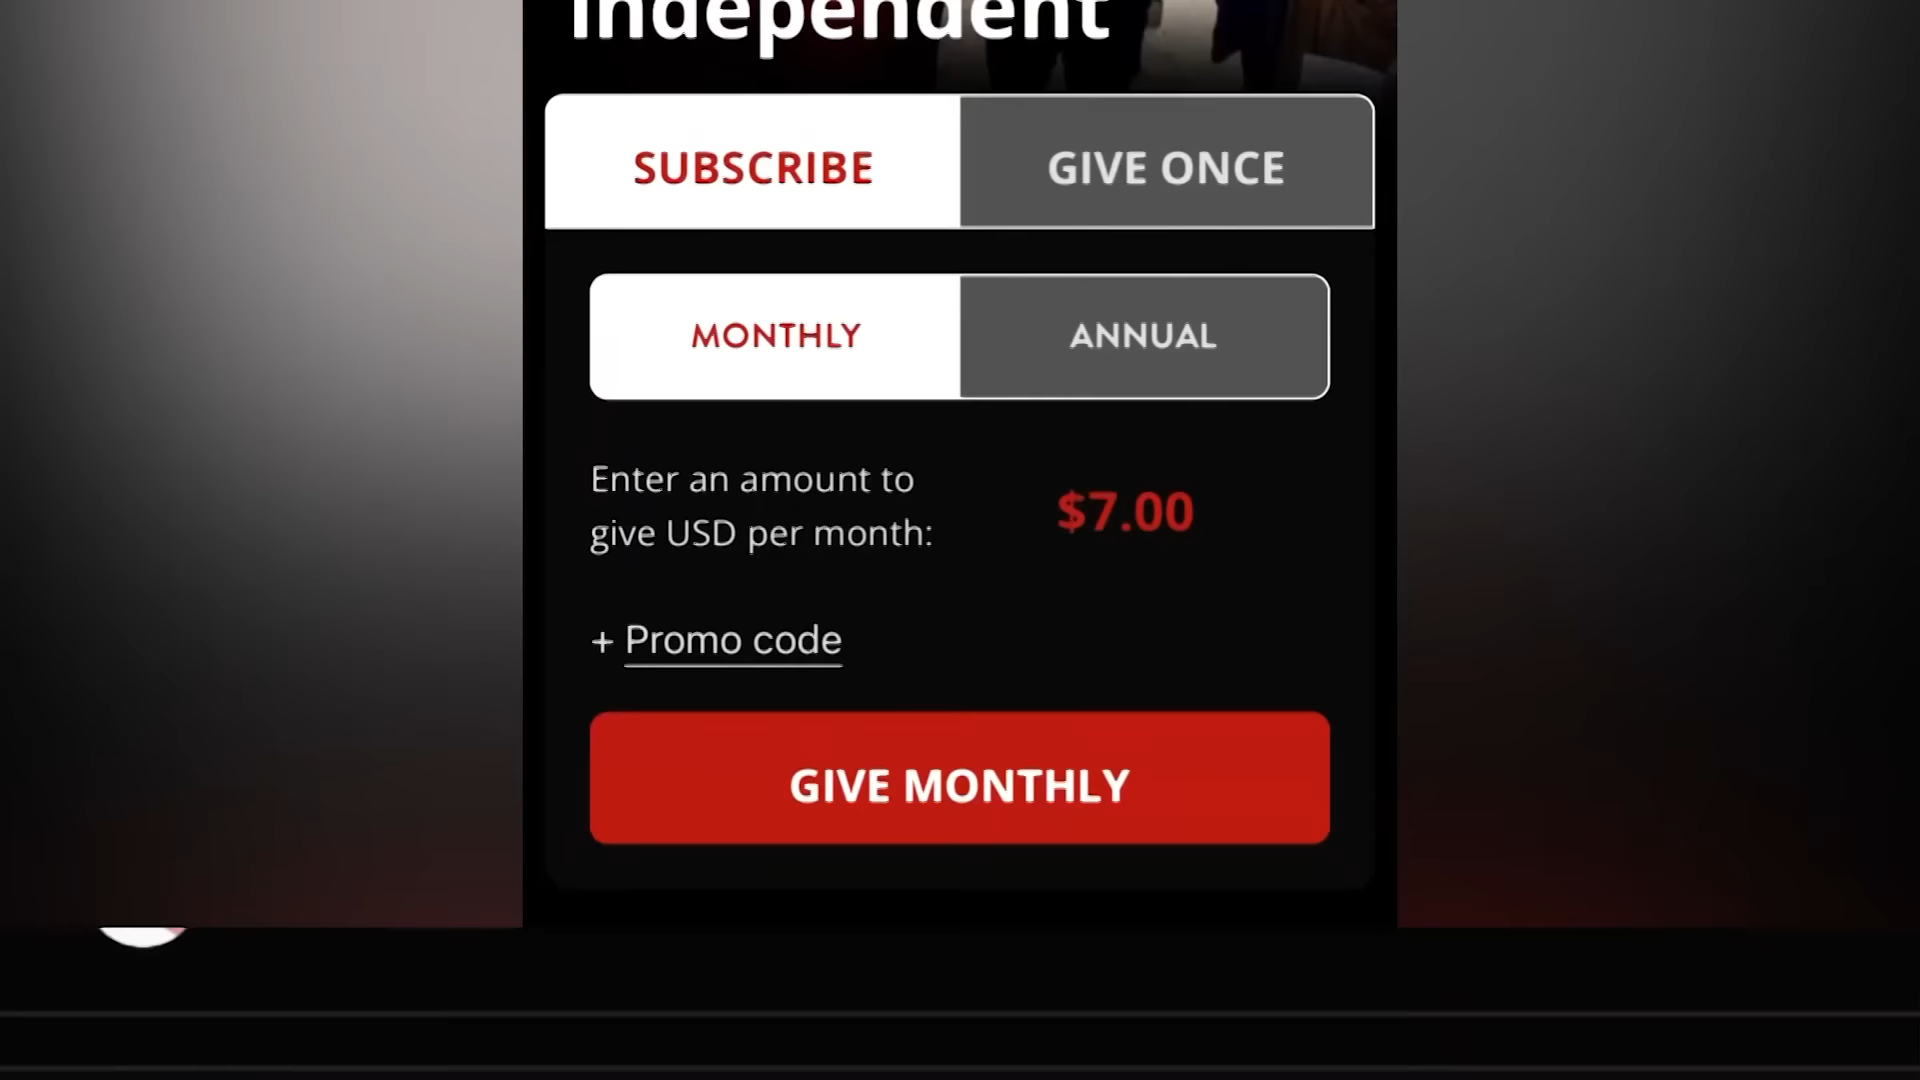 Independent
SUBSCRIBE
GIVE ONCE
MONTHLY
ANNUAL
Enter an amount to
give USD per month:
$7.00
+ Promo code
GIVE MONTHLY